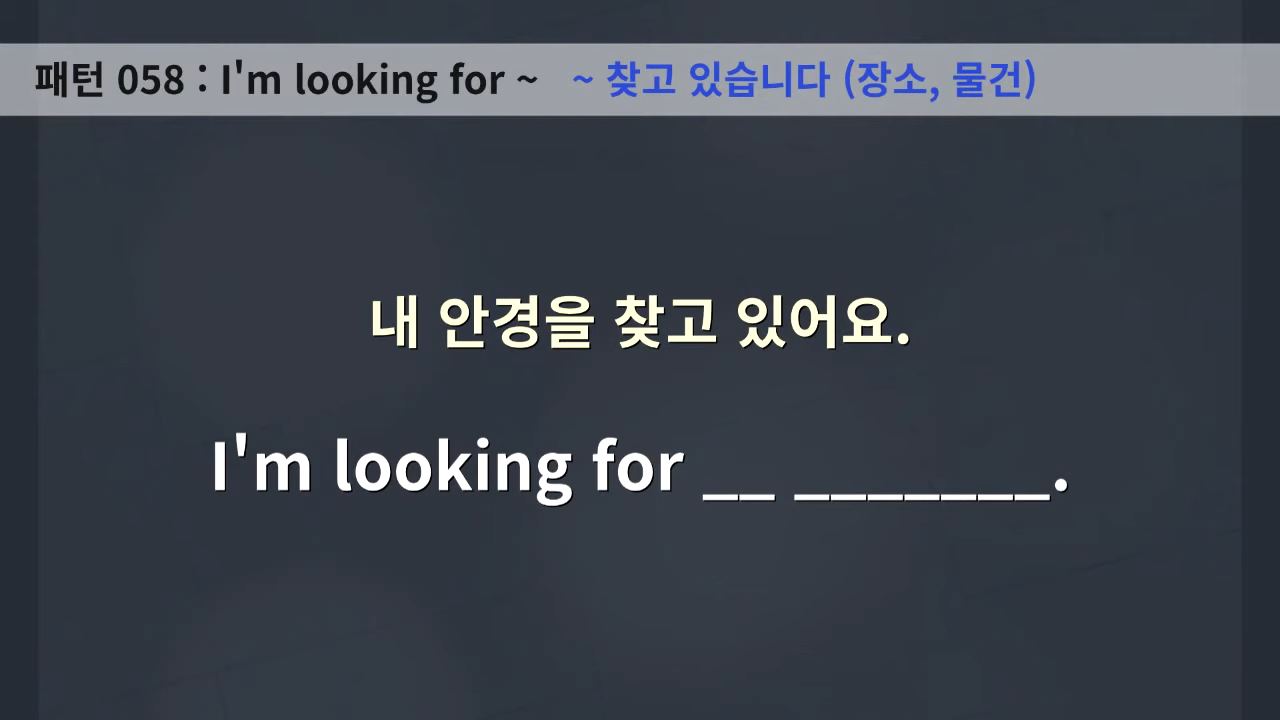 패턴 058 : I'm looking for ~ ~ 찾고 있습니다 (장소, 물건)
내 안경을 찾고 있어요.
I'm looking for __ _______.